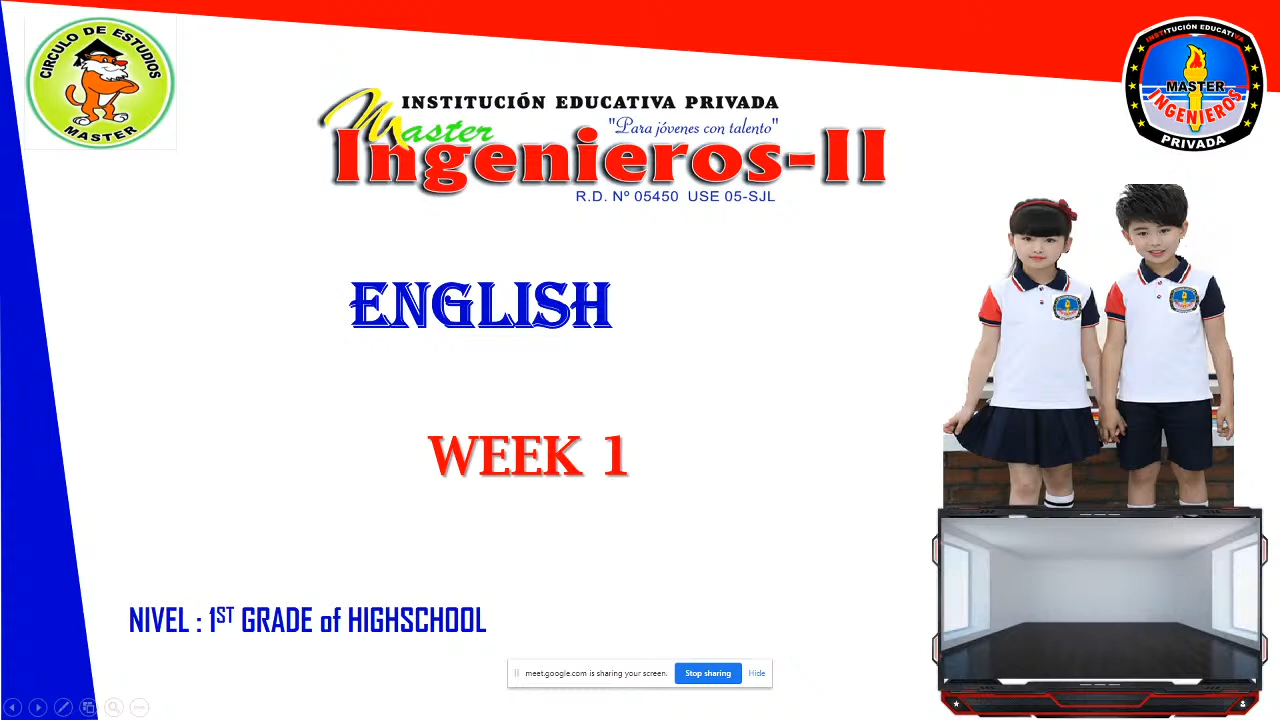 CIRCULO DE ESTUDIOS
MASTER
INSTITUCIÓN EDUCATIVA PRIVADA
Master
"Para jóvenes con talento"
Ingenieros-II
R.D. Nº 05450 USE 05-SJL
INSTITUCIÓN EDUCATIVA
MASTER
INGENIEROS
PRIVADA
ENGLISH
WEEK 1
NIVEL : 1ST GRADE of HIGHSCHOOL
meet.google.com is sharing your screen. Stop sharing Hide